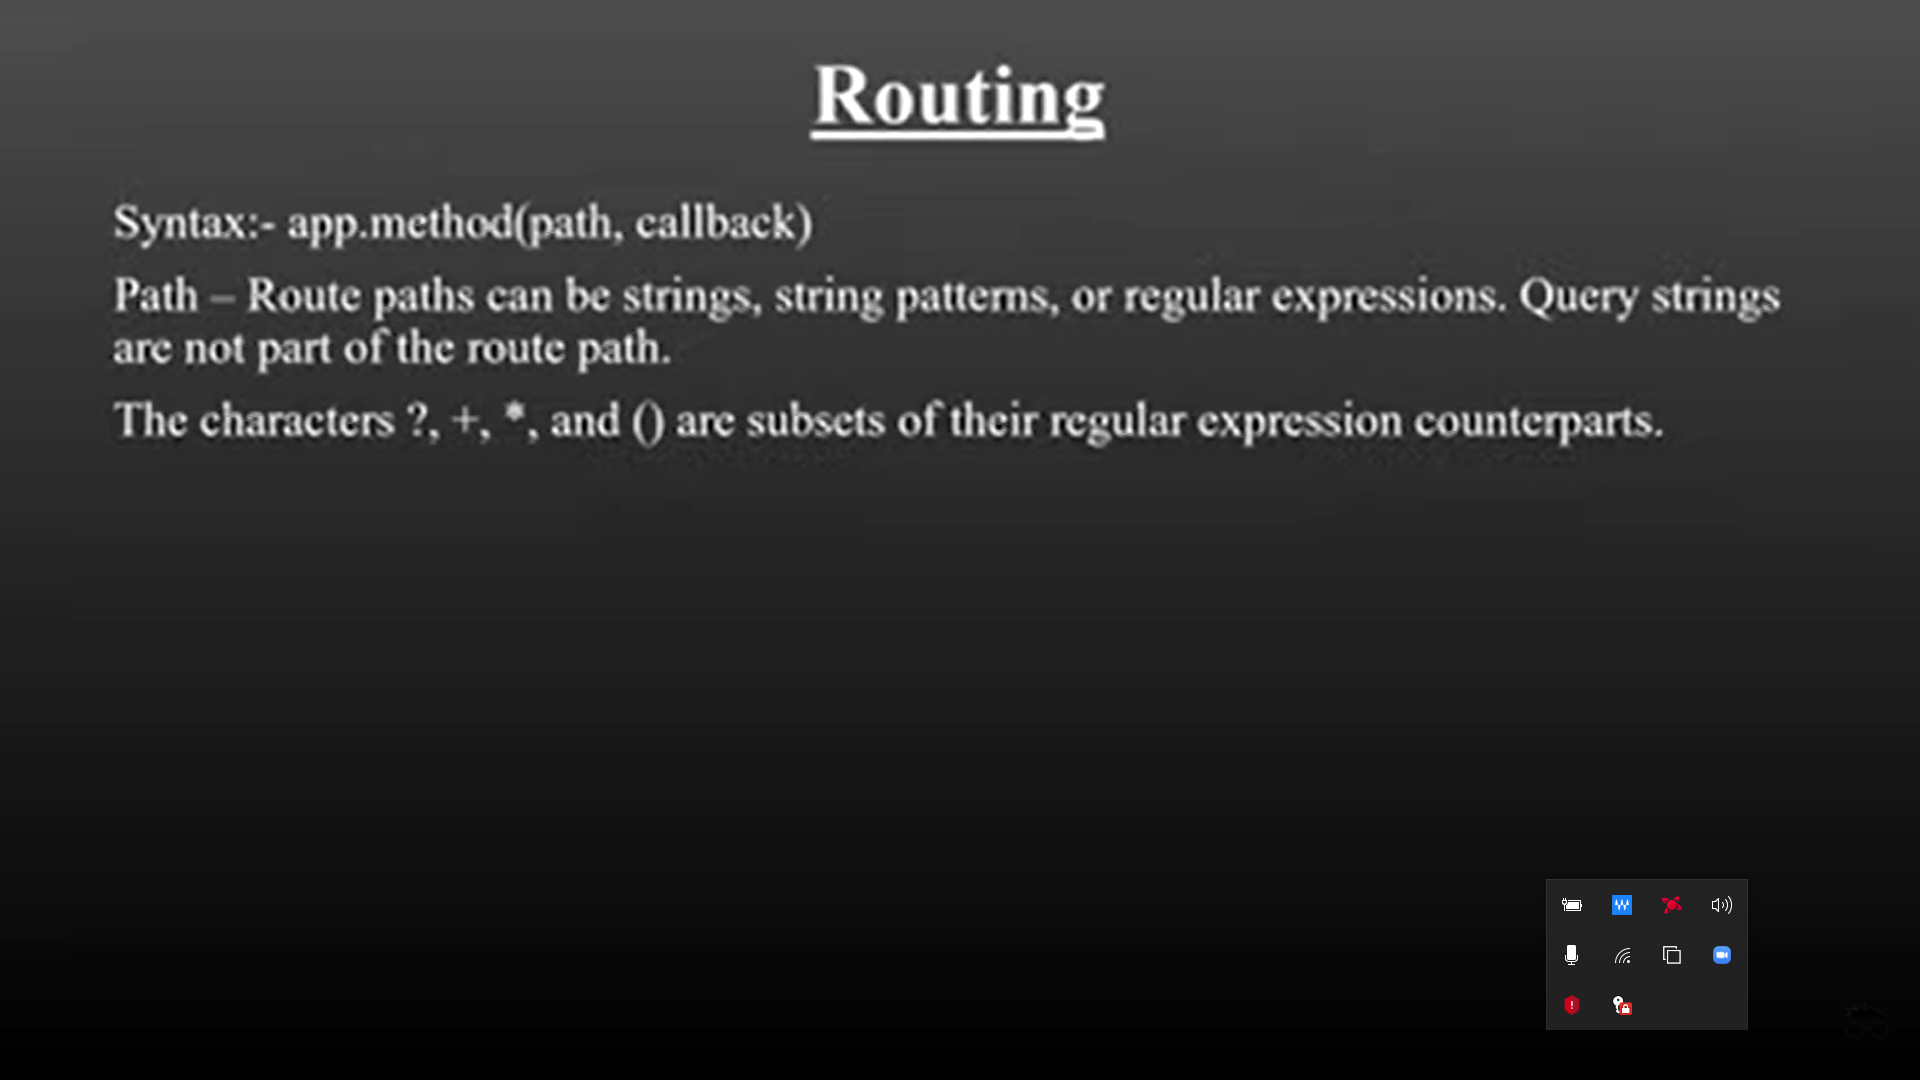 Routing
Syntax:- app.method(path, callback)
Path – Route paths can be strings, string patterns, or regular expressions. Query strings
are not part of the route path.
The characters ?, +, *, and () are subsets of their regular expression counterparts.